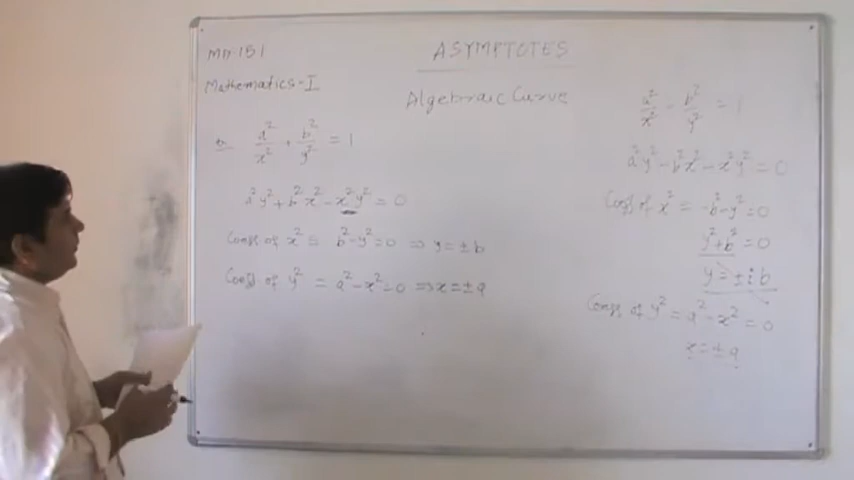 MA-151
ASYMPTOTES
Mathematics-I
Algebraic Curve
a²/x² + b²/y² = 1
a²y² + b²x² - x²y² = 0
Coeff of x² = b² - y² = 0 ⇒ y = ± b
Coeff of y² = a² - x² = 0 ⇒ x = ± a
a²/x² - b²/y² = 1
a²y² - b²x² - x²y² = 0
Coeff of x² = -b² - y² = 0
y² + b² = 0
y = ± i b
Coeff of y² = a² - x² = 0
x = ± a